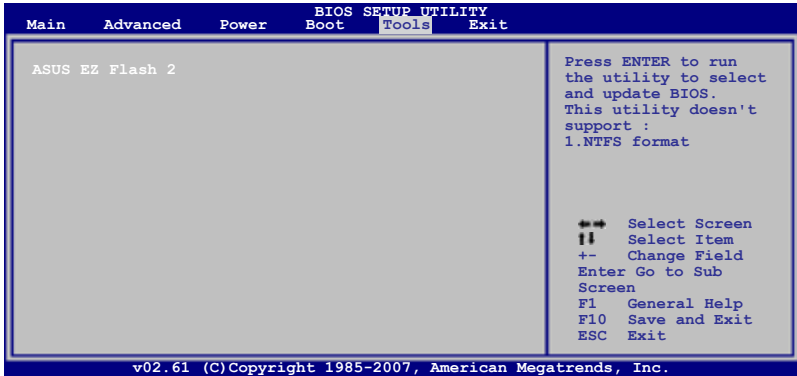 BIOS SETUP UTILITY
Main Advanced Power Boot Tools Exit
ASUS EZ Flash 2
Press ENTER to run
the utility to select
and update BIOS.
This utility doesn't
support :
1.NTFS format
Select Screen
Select Item
+- Change Field
Enter Go to Sub
Screen
F1 General Help
F10 Save and Exit
ESC Exit
v02.61 (C)Copyright 1985-2007, American Megatrends, Inc.